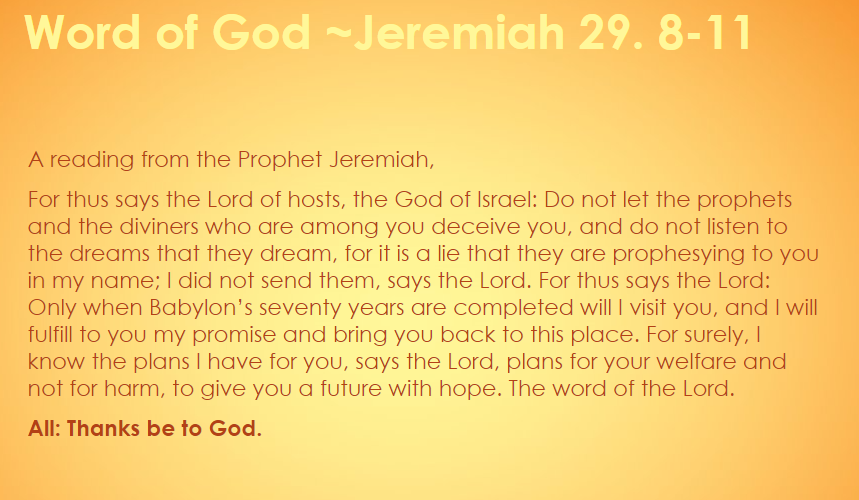 Word of God ~Jeremiah 29. 8-11
A reading from the Prophet Jeremiah,
For thus says the Lord of hosts, the God of Israel: Do not let the prophets
and the diviners who are among you deceive you, and do not listen to
the dreams that they dream, for it is a lie that they are prophesying to you
in my name; I did not send them, says the Lord. For thus says the Lord:
Only when Babylon’s seventy years are completed will I visit you, and I will
fulfill to you my promise and bring you back to this place. For surely, I
know the plans I have for you, says the Lord, plans for your welfare and
not for harm, to give you a future with hope. The word of the Lord.
All: Thanks be to God.